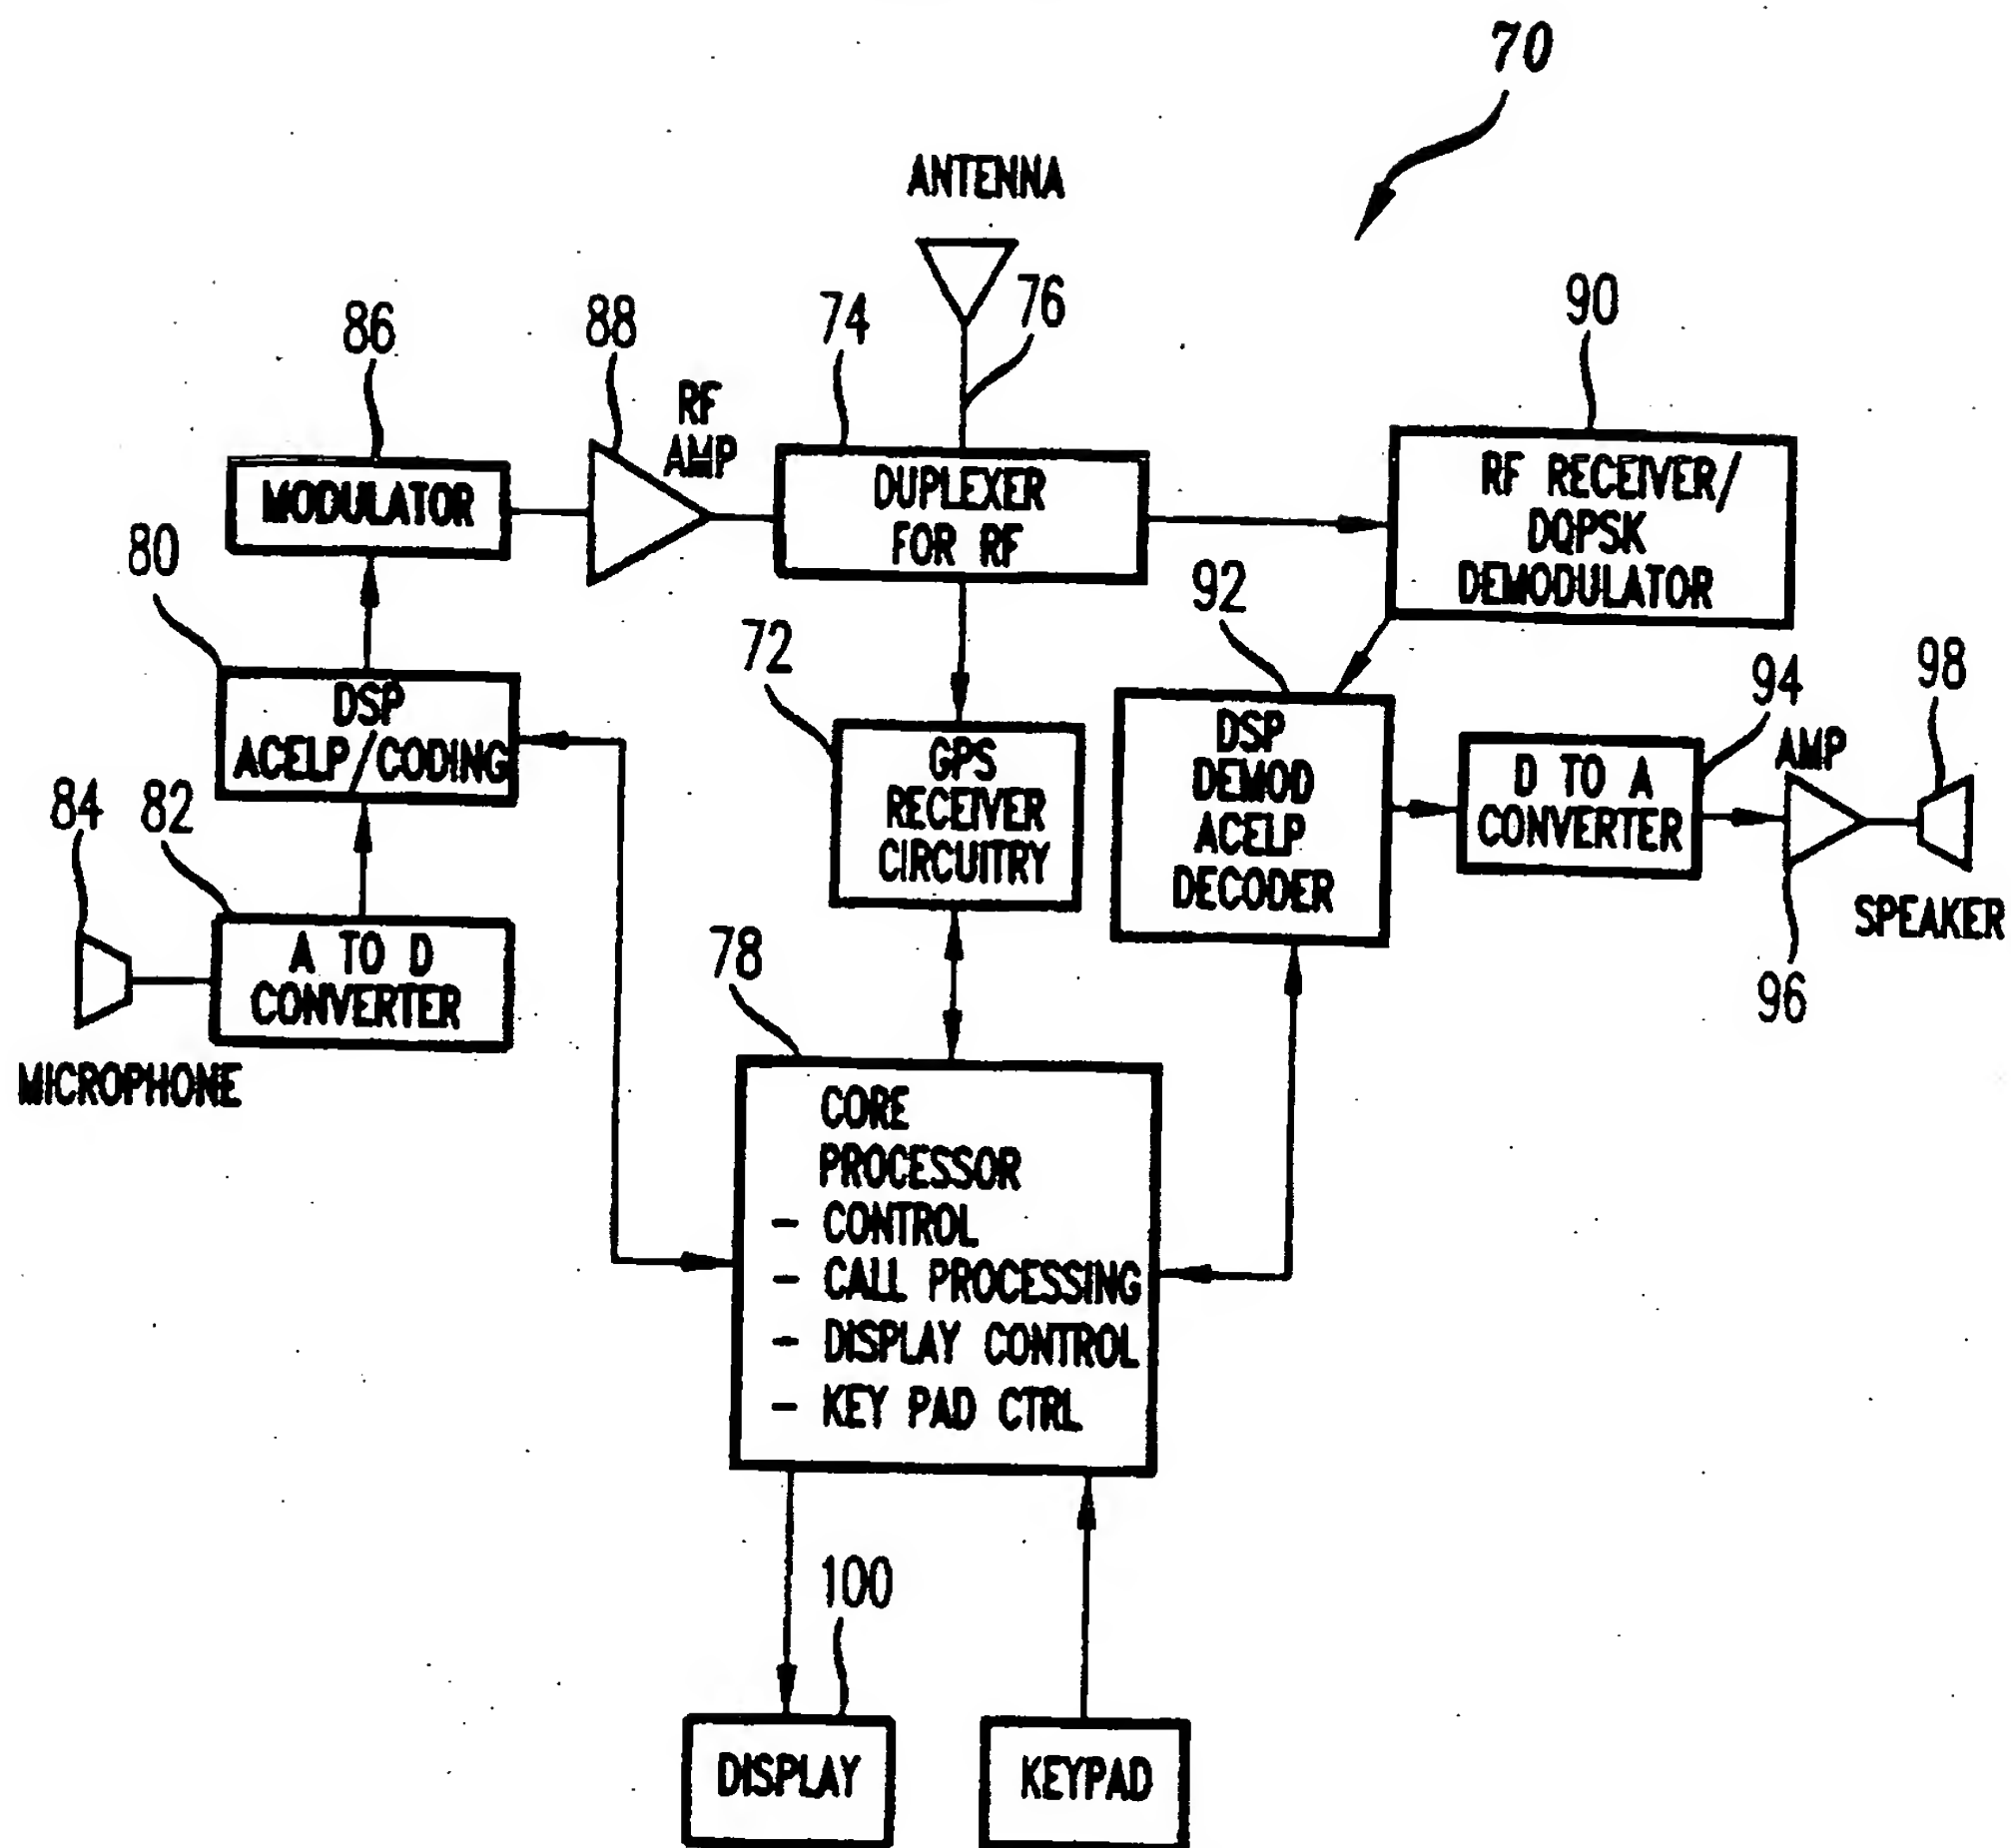 70
ANTENNA
76
86
88
74
90
RF
AMP
MODULATOR
DUPLEXER
FOR RF
RF RECEIVER/
DQPSK
DEMODULATOR
80
92
72
98
94
DSP
ACELP/CODING
GPS
RECEIVER
CIRCUITRY
DSP
DEMOD
ACELP
DECODER
D TO A
CONVERTER
AMP
84
82
SPEAKER
96
A TO D
CONVERTER
MICROPHONE
78
CORE
PROCESSOR
- CONTROL
- CALL PROCESSING
- DISPLAY CONTROL
- KEY PAD CTRL
100
DISPLAY
KEYPAD